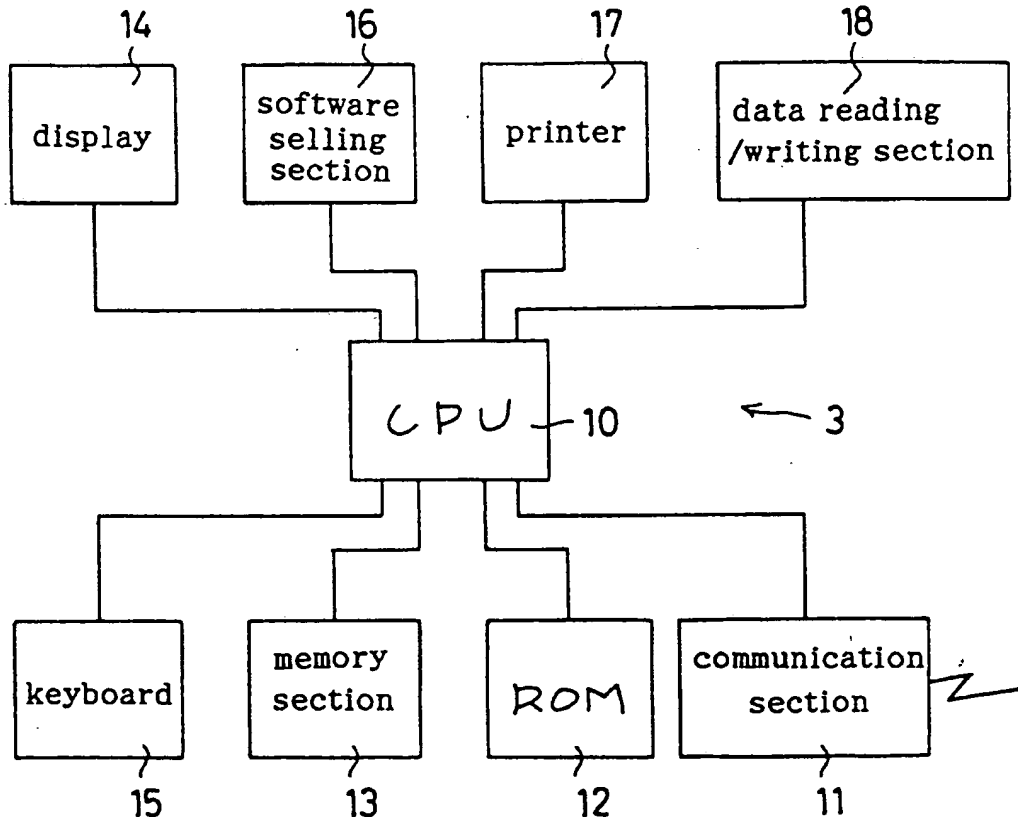 14
16
17
18
display
software
selling
section
printer
data reading
/writing section
CPU
10
3
keyboard
memory
section
ROM
communication
section
15
13
12
11